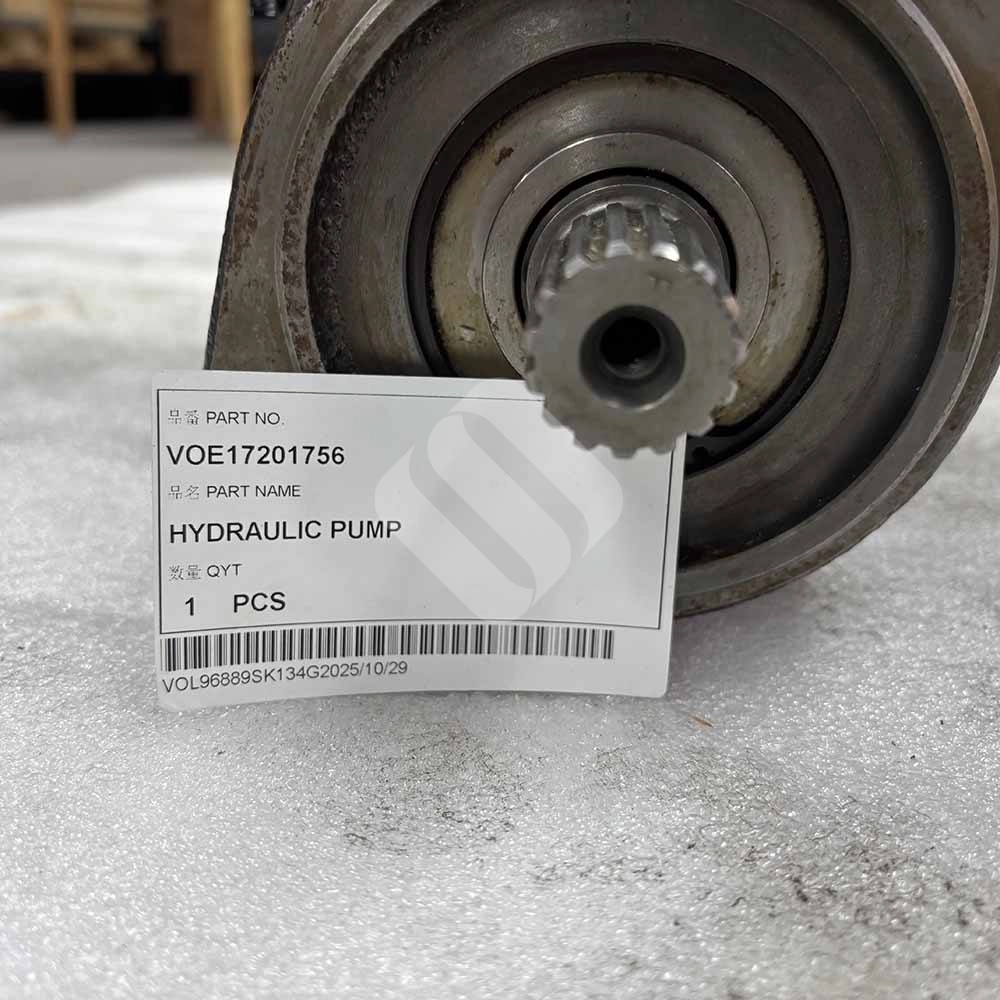 品番 PART NO.
VOE17201756
品名 PART NAME
HYDRAULIC PUMP
数量 QYT
1 PCS
VOL96889SK134G2025/10/29